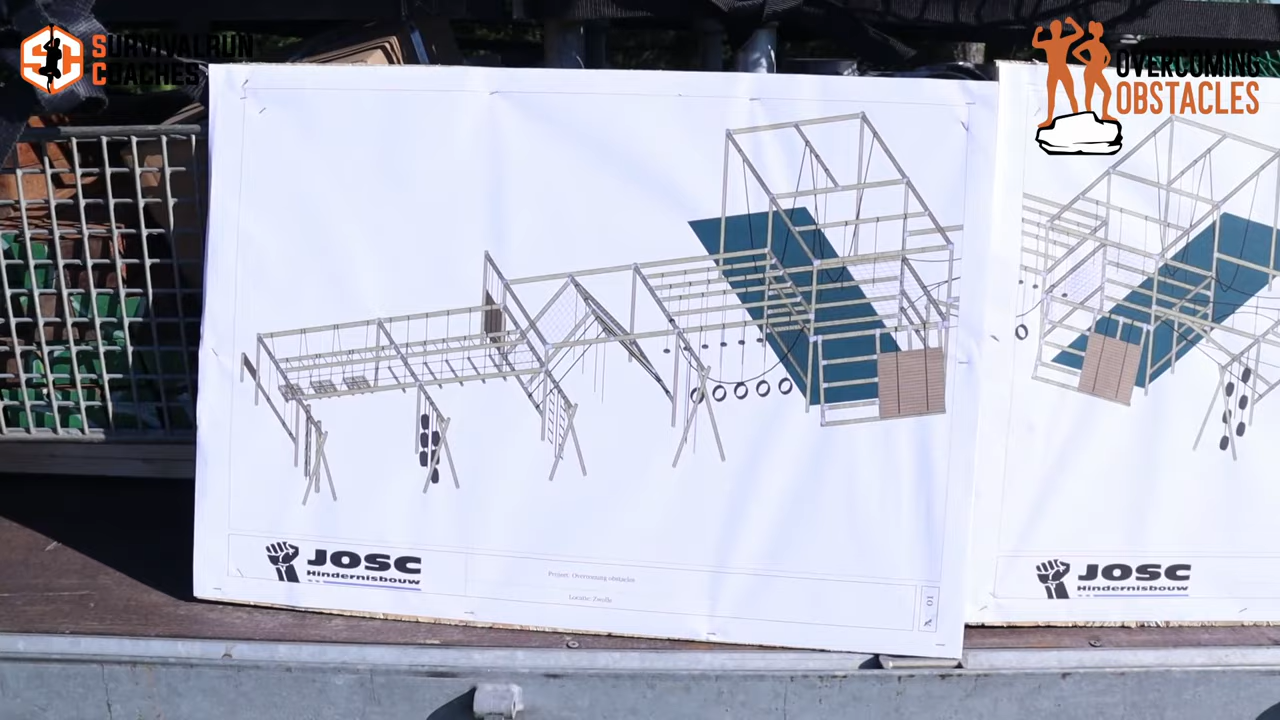 SURVIVALRUN
COACHES
OVERCOMING
OBSTACLES
JOSC
Hindernisbouw
Project: Overcoming obstacles
Locatie: Zwolle
01
JOSC
Hindernisbouw